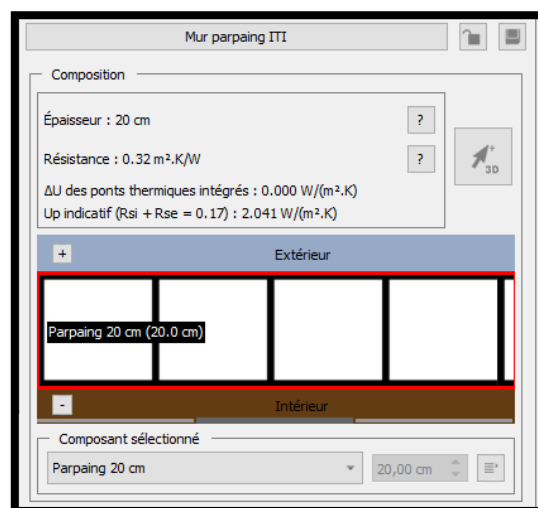 Mur parpaing ITI
Composition
Épaisseur : 20 cm
?
Résistance : 0.32 m².K/W
?
3D
ΔU des ponts thermiques intégrés : 0.000 W/(m².K)
Up indicatif (Rsi + Rse = 0.17) : 2.041 W/(m².K)
+
Extérieur
Parpaing 20 cm (20.0 cm)
-
Intérieur
Composant sélectionné
Parpaing 20 cm
20,00 cm